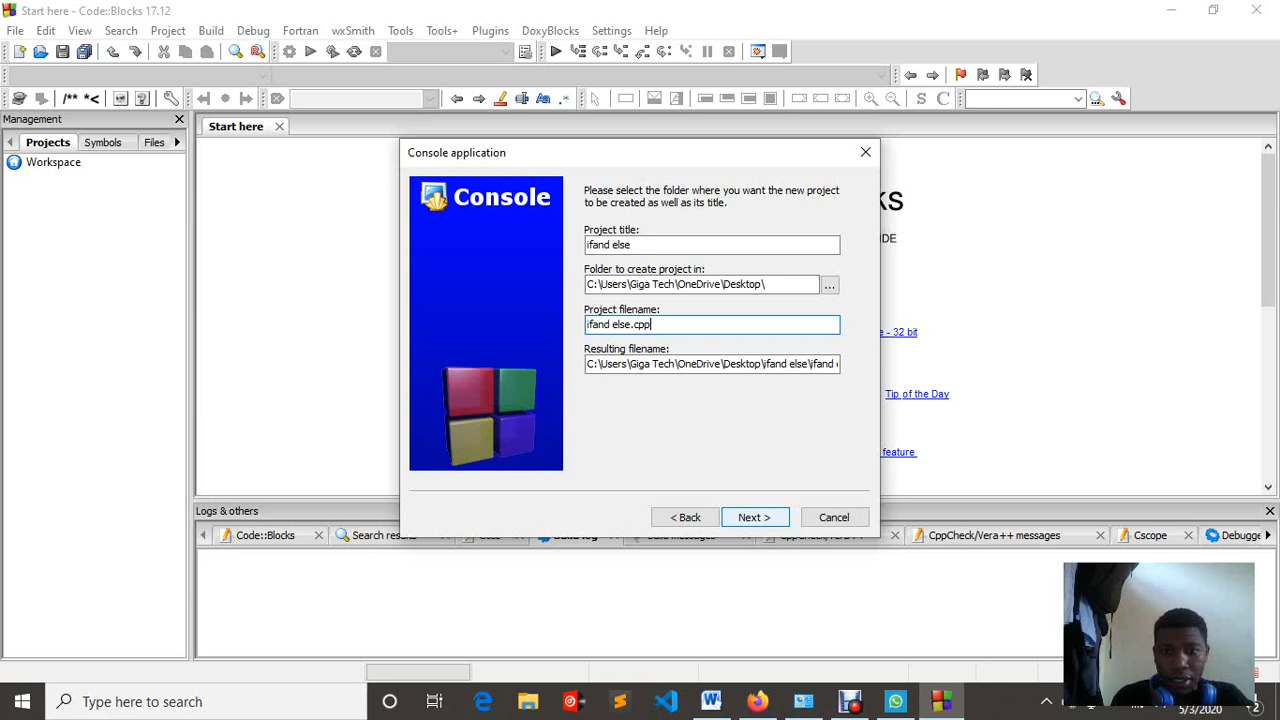 Start here - Code::Blocks 17.12
File Edit View Search Project Build Debug Fortran wxSmith Tools Tools+ Plugins DoxyBlocks Settings Help
/** *<
S C
Management
Projects Symbols Files
Workspace
Start here
Console application
Console
Please select the folder where you want the new project
to be created as well as its title.
Project title:
ifand else
Folder to create project in:
C:\Users\Giga Tech\OneDrive\Desktop\
...
Project filename:
ifand else.cpp
Resulting filename:
C:\Users\Giga Tech\OneDrive\Desktop\ifand else\ifand
< Back Next > Cancel
- 32 bit
Tip of the Day
feature
Logs & others
Code::Blocks Search results Build log CppCheck/Vera++ messages Cscope Debugge
Type here to search
5/3/2020